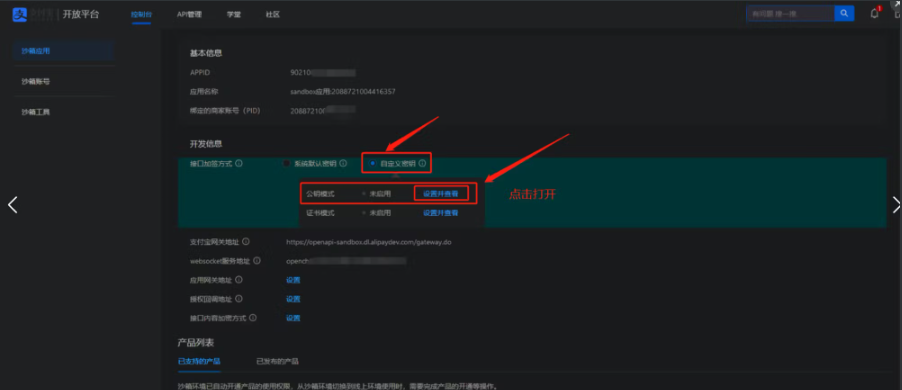 开放平台 控制台 API管理 学堂 社区
沙箱应用
沙箱账号
沙箱工具
基本信息
APPID 90210
应用名称 sandbox应用:2088721004416357
绑定的商家账号（PID） 208872100
开发信息
接口加签方式 系统默认密钥 自定义密钥
公钥模式 未启用 设置并查看
点击打开
证书模式 未启用 设置并查看
支付宝网关地址 https://openapi-sandbox.dl.alipaydev.com/gateway.do
websocket服务地址 opench
应用网关地址 设置
授权回调地址 设置
接口内容加密方式 设置
产品列表
已支持的产品 已发布的产品
沙箱环境已自动开通产品的使用权限，从沙箱环境切换到线上环境使用时，需要完成产品的开通等操作。